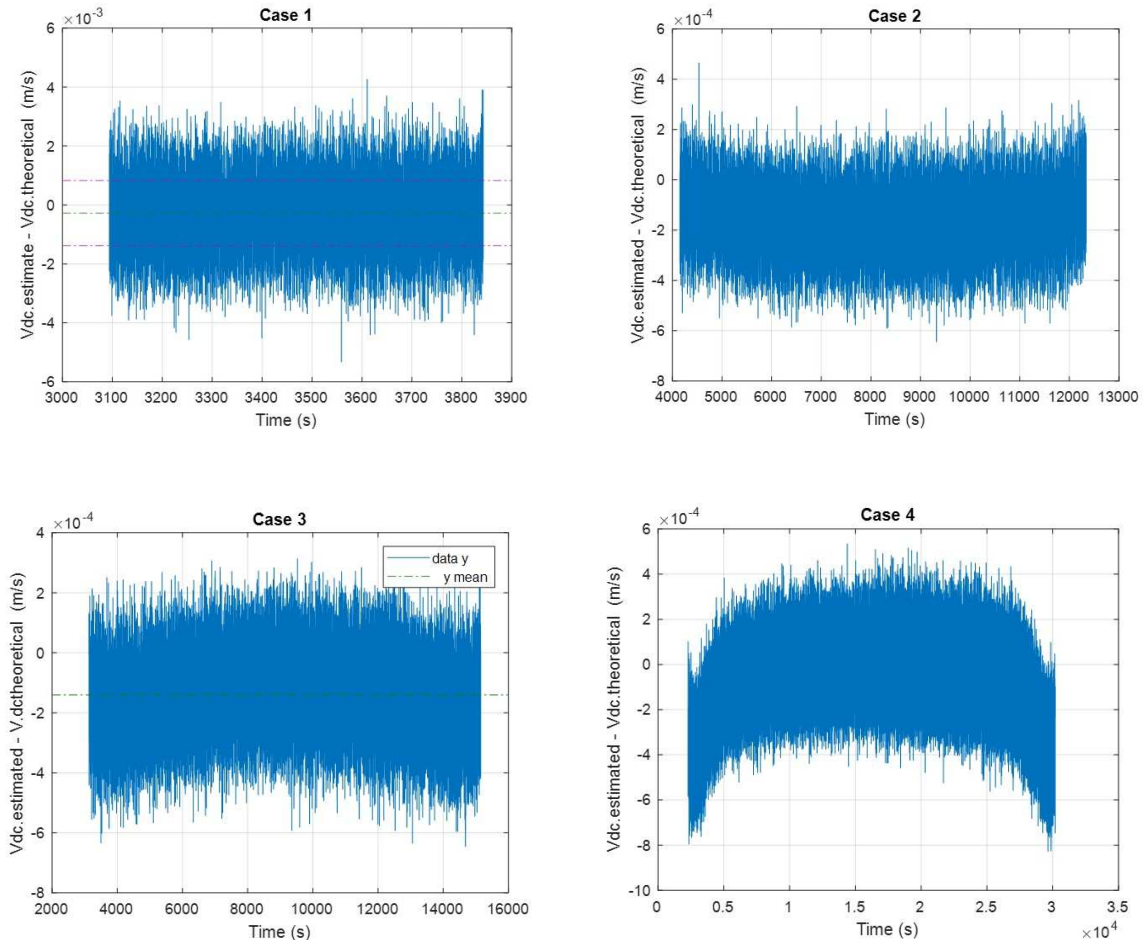 Case 1
×10⁻³
6
4
2
0
-2
-4
-6
Vdc.estimate - Vdc.theoretical (m/s)
3000 3100 3200 3300 3400 3500 3600 3700 3800 3900
Time (s)
Case 2
×10⁻⁴
6
4
2
0
-2
-4
-6
-8
Vdc.estimated - Vdc.theoretical (m/s)
4000 5000 6000 7000 8000 9000 10000 11000 12000 13000
Time (s)
Case 3
×10⁻⁴
4
2
0
-2
-4
-6
-8
Vdc.estimated - V.dctheoretical (m/s)
data y
y mean
2000 4000 6000 8000 10000 12000 14000 16000
Time (s)
Case 4
×10⁻⁴
6
4
2
0
-2
-4
-6
-8
-10
Vdc.estimated - Vdc.theoretical (m/s)
0 0.5 1 1.5 2 2.5 3 3.5
Time (s)
×10⁴